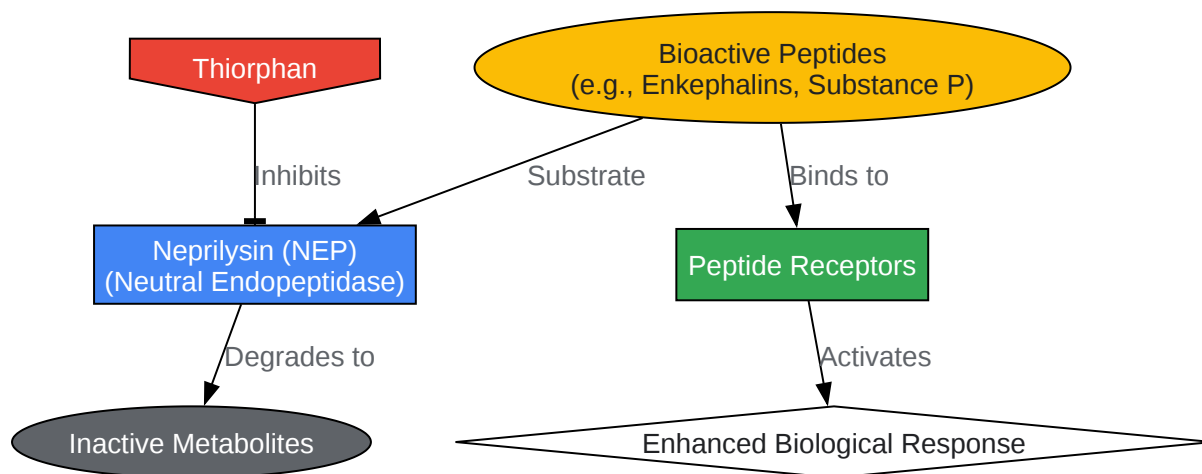 Thiorphan
Bioactive Peptides
(e.g., Enkephalins, Substance P)
Inhibits
Substrate
Binds to
Neprilysin (NEP)
(Neutral Endopeptidase)
Peptide Receptors
Degrades to
Activates
Inactive Metabolites
Enhanced Biological Response